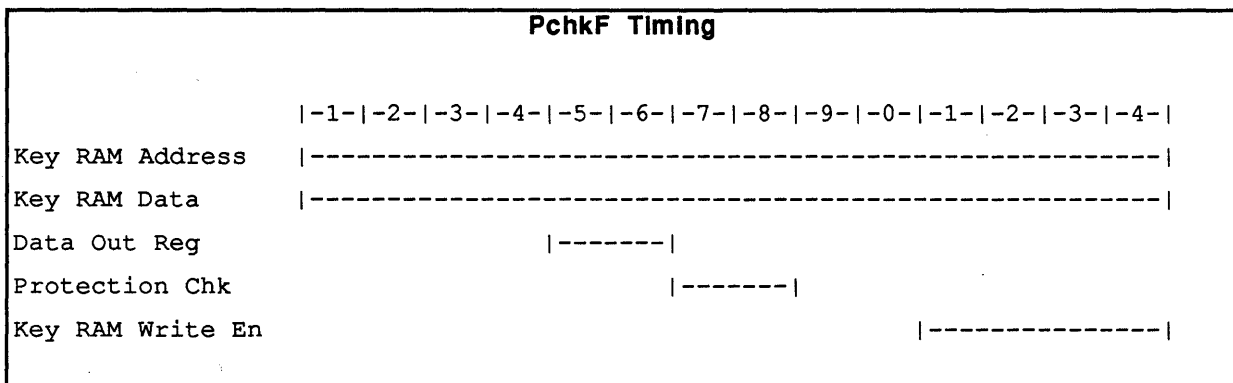 PchkF Timing
|-1-|-2-|-3-|-4-|-5-|-6-|-7-|-8-|-9-|-0-|-1-|-2-|-3-|-4-|
Key RAM Address |-------------------------------------------------------|
Key RAM Data |-------------------------------------------------------|
Data Out Reg |-------|
Protection Chk |-------|
Key RAM Write En |---------------|